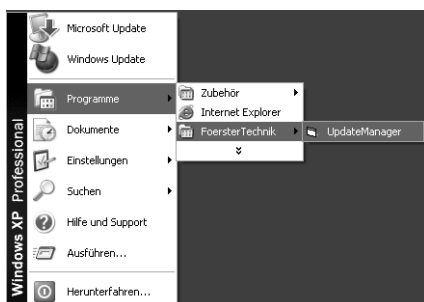 Microsoft Update
Windows Update
Programme
Dokumente
Einstellungen
Suchen
Hilfe und Support
Ausführen...
Herunterfahren...
Windows XP Professional
Zubehör
Internet Explorer
FoersterTechnik
UpdateManager